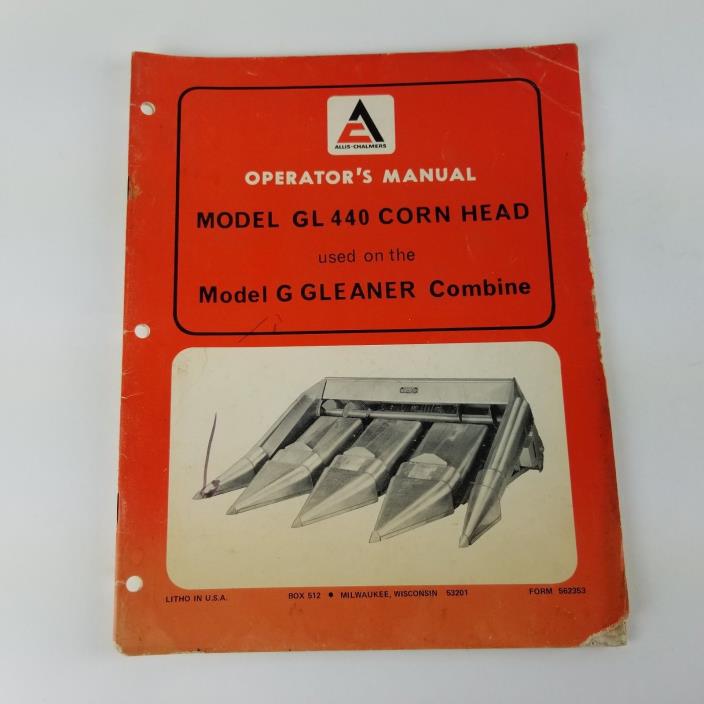 ALLIS-CHALMERS
OPERATOR'S MANUAL
MODEL GL 440 CORN HEAD
used on the
Model G GLEANER Combine
LITHO IN U.S.A. BOX 512 • MILWAUKEE, WISCONSIN 53201 FORM 562353